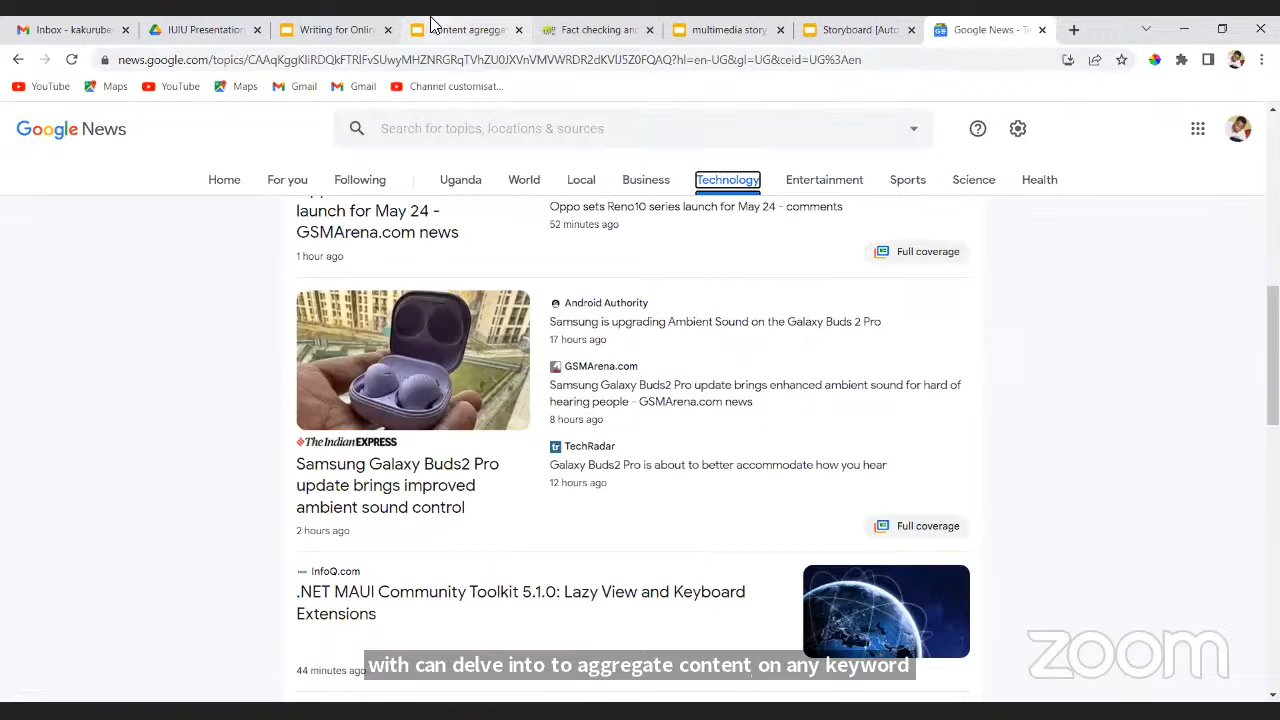 Inbox - kakurube
IUIU Presentation
Writing for Onlin
ontent agregga
Fact checking and
multimedia story
Storyboard [Auto
Google News - Te
news.google.com/topics/
?hl=en-UG&gl=UG&ceid=UG%3Aen
YouTube
Maps
YouTube
Maps
Gmail
Gmail
Channel customisat...
Google News
Search for topics, locations & sources
Home
For you
Following
Uganda
World
Local
Business
Technology
Entertainment
Sports
Science
Health
launch for May 24 -
GSMArena.com news
1 hour ago
Oppo sets Reno10 series launch for May 24 - comments
52 minutes ago
Full coverage
The Indian EXPRESS
Samsung Galaxy Buds2 Pro
update brings improved
ambient sound control
2 hours ago
Android Authority
Samsung is upgrading Ambient Sound on the Galaxy Buds 2 Pro
17 hours ago
GSMArena.com
Samsung Galaxy Buds2 Pro update brings enhanced ambient sound for hard of
hearing people - GSMArena.com news
8 hours ago
tr TechRadar
Galaxy Buds2 Pro is about to better accommodate how you hear
12 hours ago
Full coverage
InfoQ.com
.NET MAUI Community Toolkit 5.1.0: Lazy View and Keyboard
Extensions
44 minutes ago
with can delve into to aggregate content on any keyword
zoom